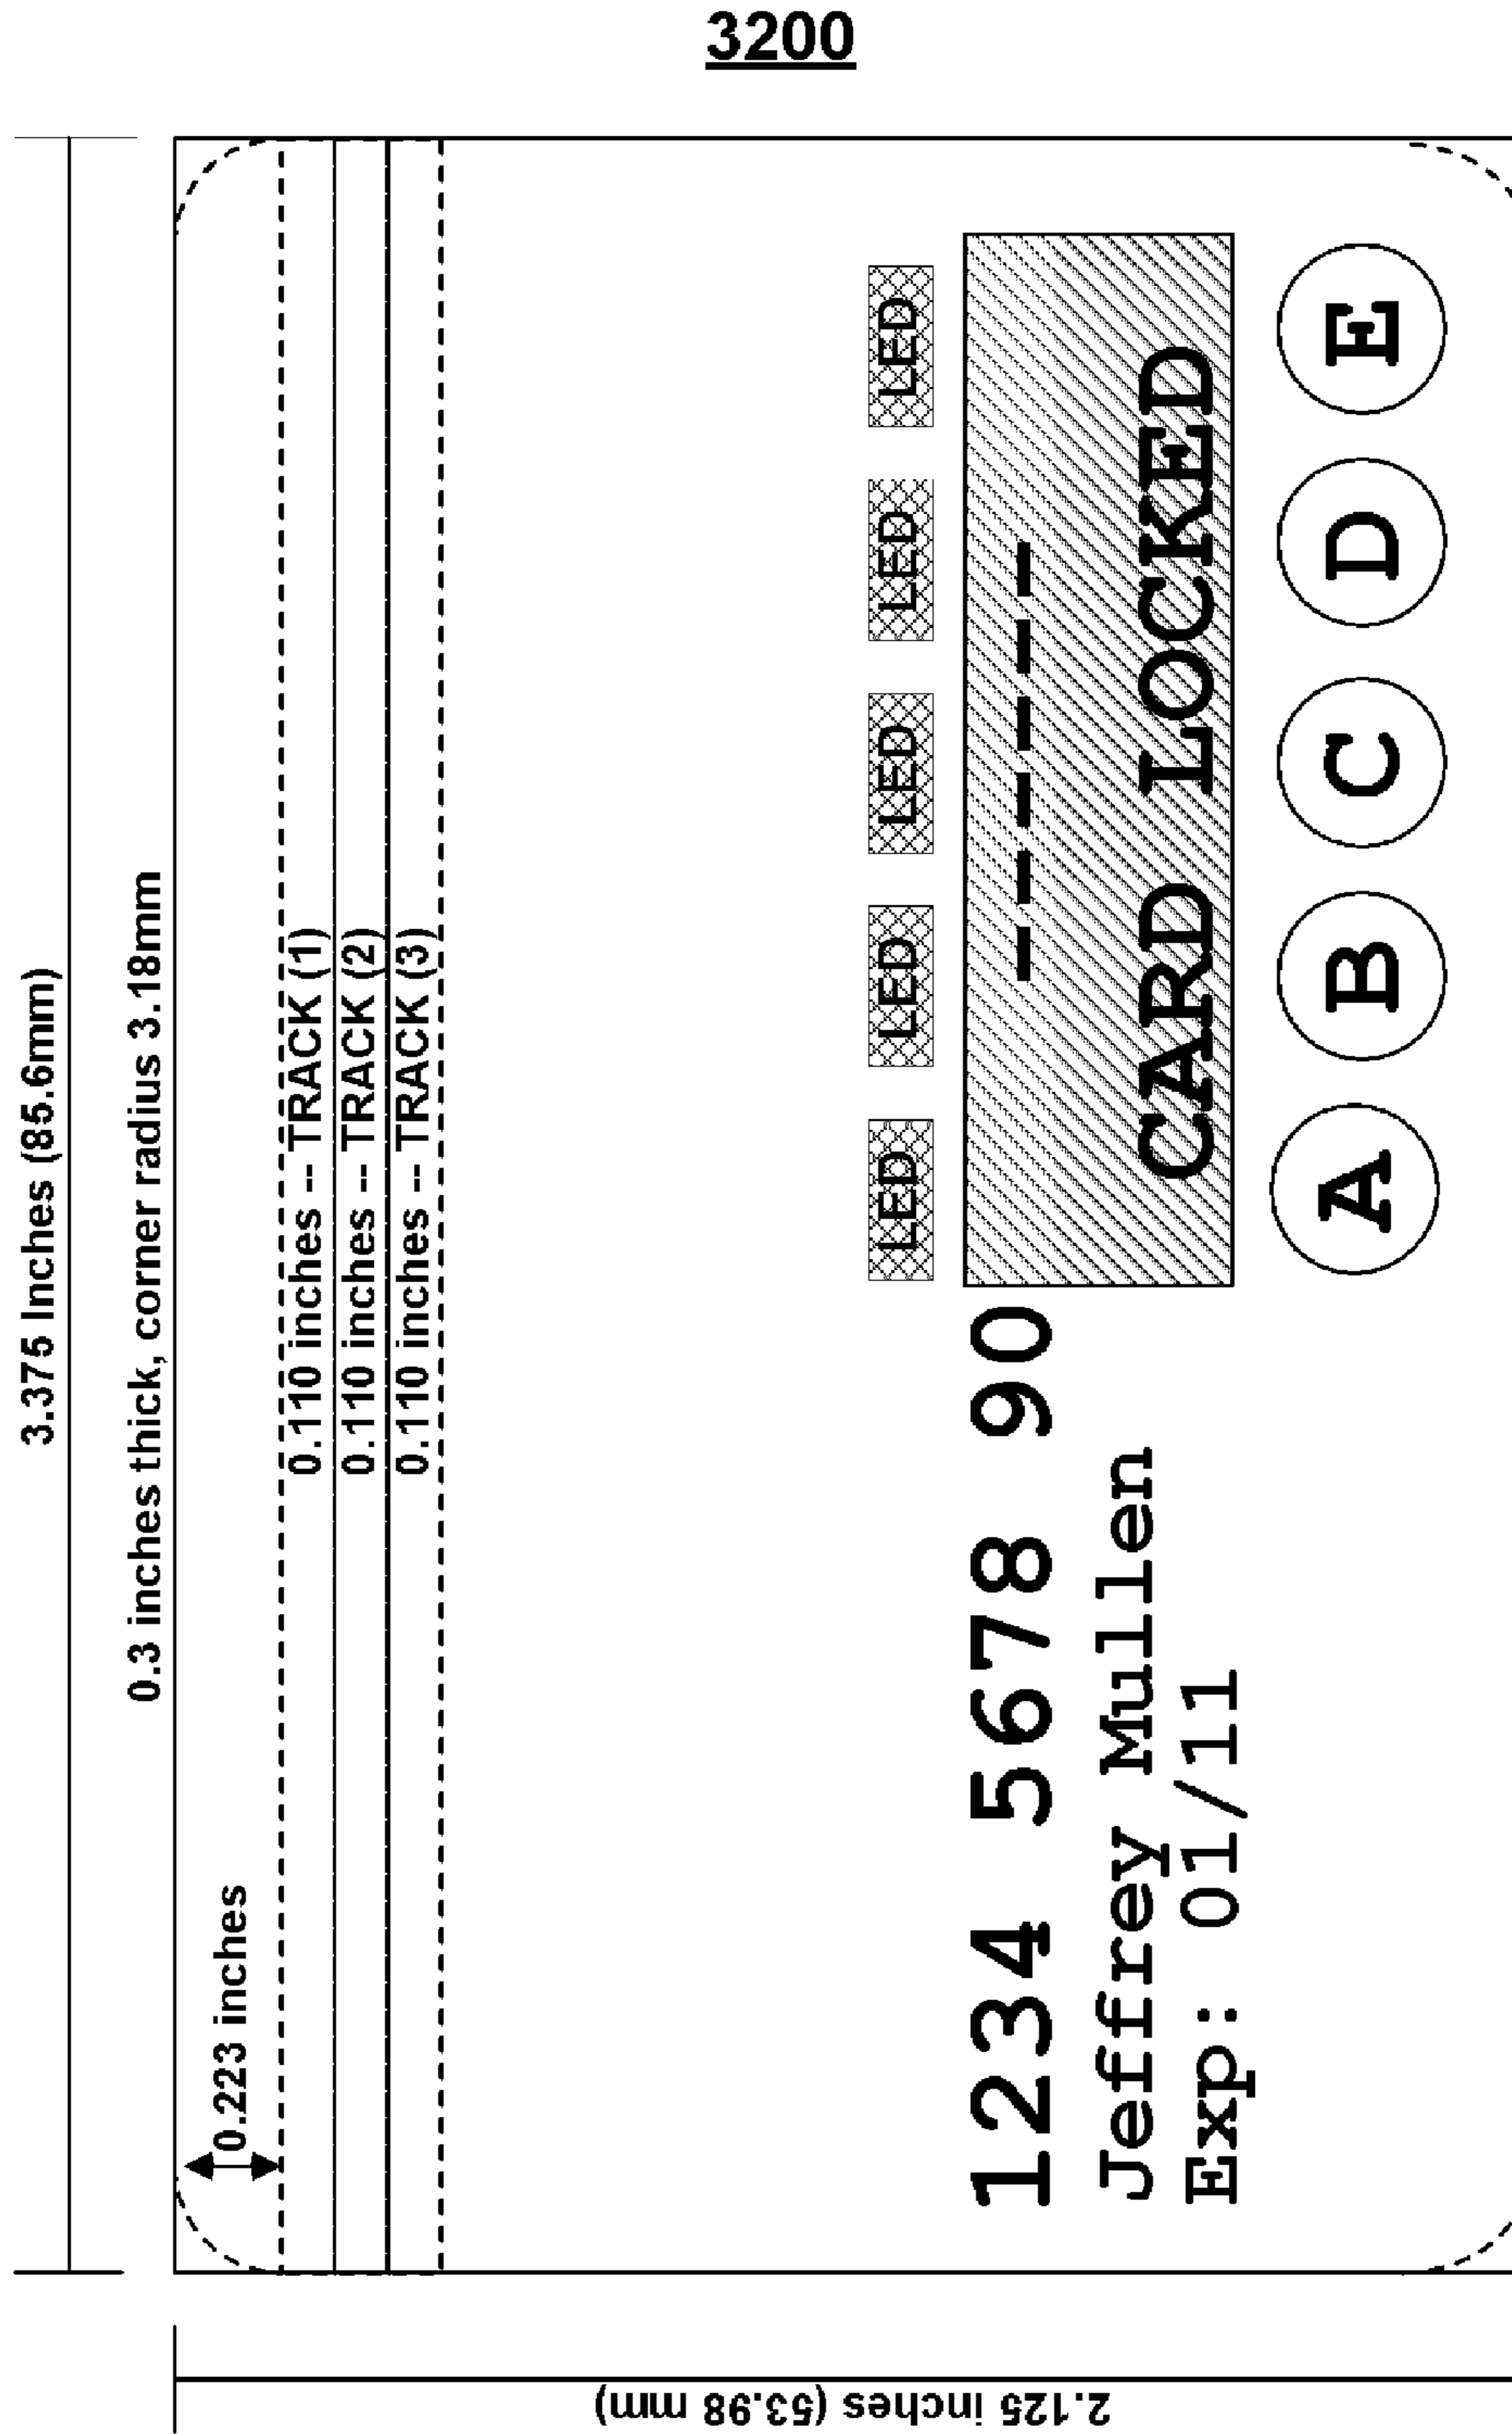 3200
3.375 Inches (85.6mm)
0.3 inches thick, corner radius 3.18mm
0.223 inches
0.110 inches -- TRACK (1)
0.110 inches -- TRACK (2)
0.110 inches -- TRACK (3)
LED LED LED LED LED
1234 5678 90 ------
Jeffrey Mullen CARD LOCKED
Exp: 01/11
A B C D E
2.125 inches (53.98 mm)